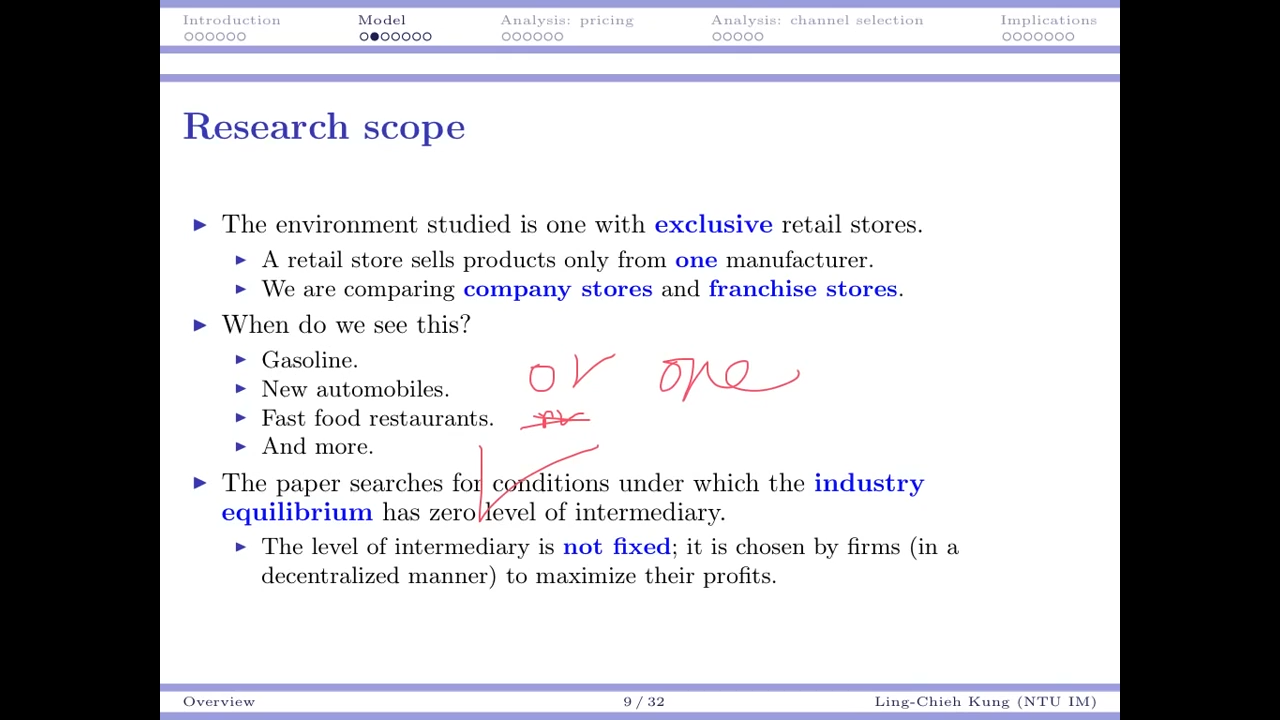 Introduction Model Analysis: pricing Analysis: channel selection Implications
Research scope
The environment studied is one with exclusive retail stores.
A retail store sells products only from one manufacturer.
We are comparing company stores and franchise stores.
When do we see this?
Gasoline.
or one
New automobiles.
Fast food restaurants.
And more.
The paper searches for conditions under which the industry
equilibrium has zero level of intermediary.
The level of intermediary is not fixed; it is chosen by firms (in a
decentralized manner) to maximize their profits.
Overview 9 / 32 Ling-Chieh Kung (NTU IM)